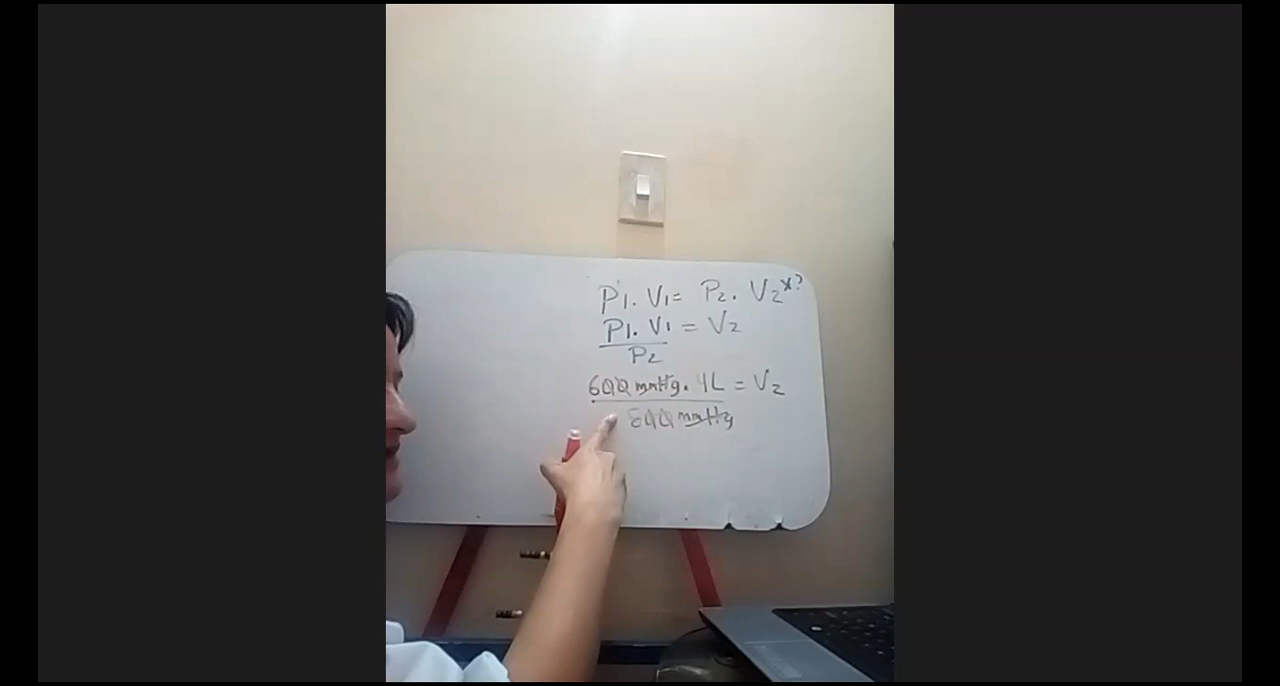 P1. V1 = P2. V2 x?
P1. V1 = V2
P2
600 mmHg. 4L = V2
800 mmHg